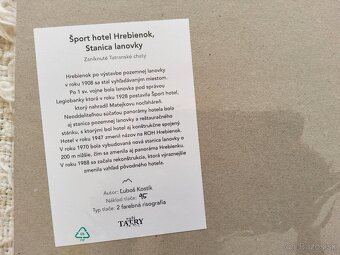 Šport hotel Hrebienok,
Stanica lanovky
Zaniknuté Tatranské chaty
Hrebienok po výstavbe pozemnej lanovky
v roku 1908 sa stal vyhľadávaným miestom.
Po 1 sv. vojne bola lanovka pod správou
Legiobanky ktorá v roku 1928 postavila Šport hotel,
ktorý nahradil Matejkovu nocľaháreň.
Neoddeliteľnou súčasťou panorámy hotela bola
aj stanica pozemnej lanovky a reštauračného
stánku, s ktorými bol hotel aj konštrukčne spojený.
Hotel v roku 1947 zmenil názov na ROH Hrebienok.
V roku 1970 bola vybudovaná nová stanica lanovky o
200 m nižšie, čím sa zmenila aj panoráma Hrebienku.
V roku 1988 sa začala rekonštrukcia, ktorá výraznejšie
zmenila vzhľad pôvodného hotela.
Autor: Ľuboš Kostík
Náklad tlače:
Typ tlače: 2 farebná risografia
TATRY
bazos.sk